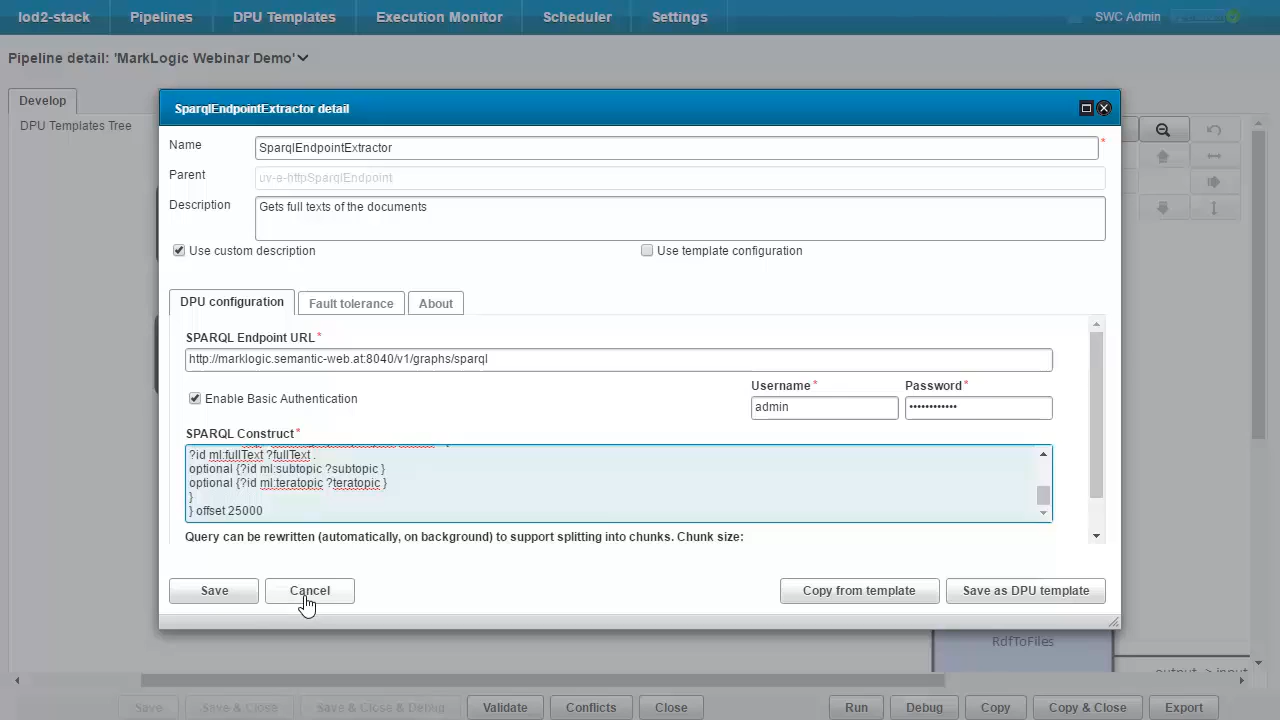 lod2-stack Pipelines DPU Templates Execution Monitor Scheduler Settings SWC Admin
Pipeline detail: 'MarkLogic Webinar Demo'
Develop
DPU Templates Tree
SparqlEndpointExtractor detail
Name SparqlEndpointExtractor *
Parent uv-e-httpSparqlEndpoint
Description Gets full texts of the documents
Use custom description Use template configuration
DPU configuration Fault tolerance About
SPARQL Endpoint URL *
http://marklogic.semantic-web.at:8040/v1/graphs/sparql
Enable Basic Authentication Username * Password *
admin ••••••••••••
SPARQL Construct *
?id ml:fullText ?fullText .
optional {?id ml:subtopic ?subtopic }
optional {?id ml:teratopic ?teratopic }
}
} offset 25000
Query can be rewritten (automatically, on background) to support splitting into chunks. Chunk size:
Save Cancel Copy from template Save as DPU template
RdfToFiles
output -> input
Save Save & Close Save & Close & Debug Validate Conflicts Close Run Debug Copy Copy & Close Export